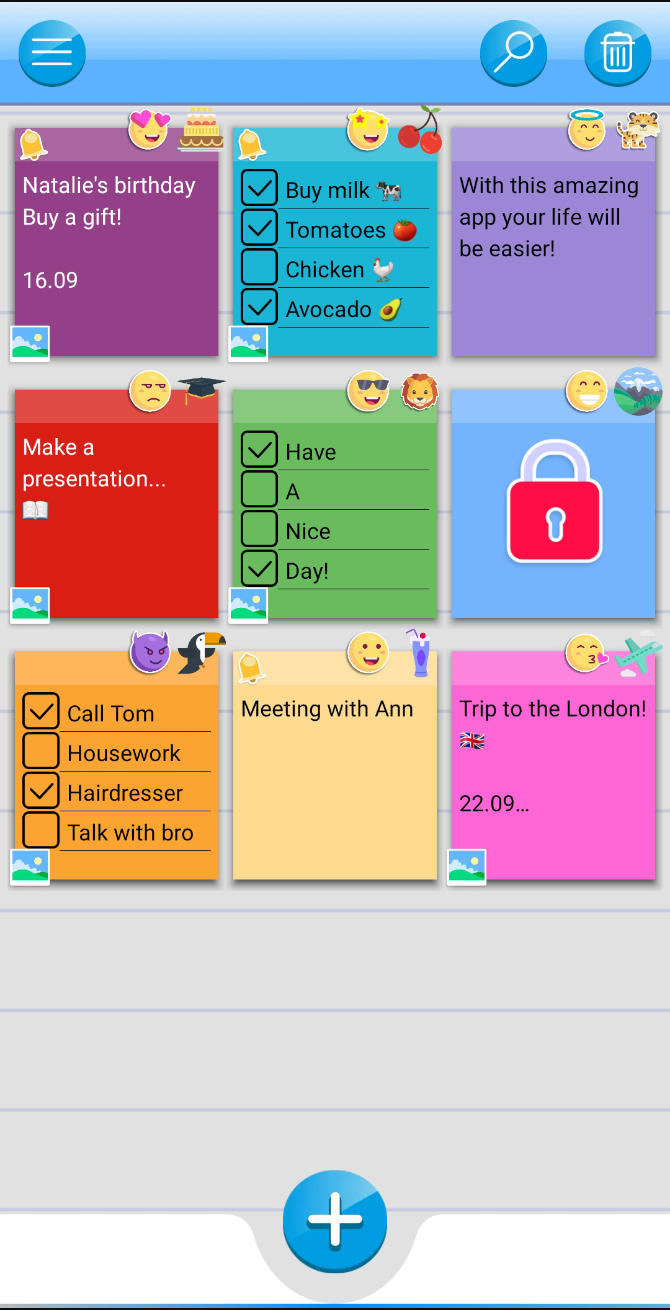 Natalie's birthday
Buy a gift!
16.09
Buy milk 🐄
Tomatoes 🍅
Chicken 🐓
Avocado 🥑
With this amazing
app your life will
be easier!
Make a
presentation...
📖
Have
A
Nice
Day!
Call Tom
Housework
Hairdresser
Talk with bro
Meeting with Ann
Trip to the London!
🇬🇧
22.09...